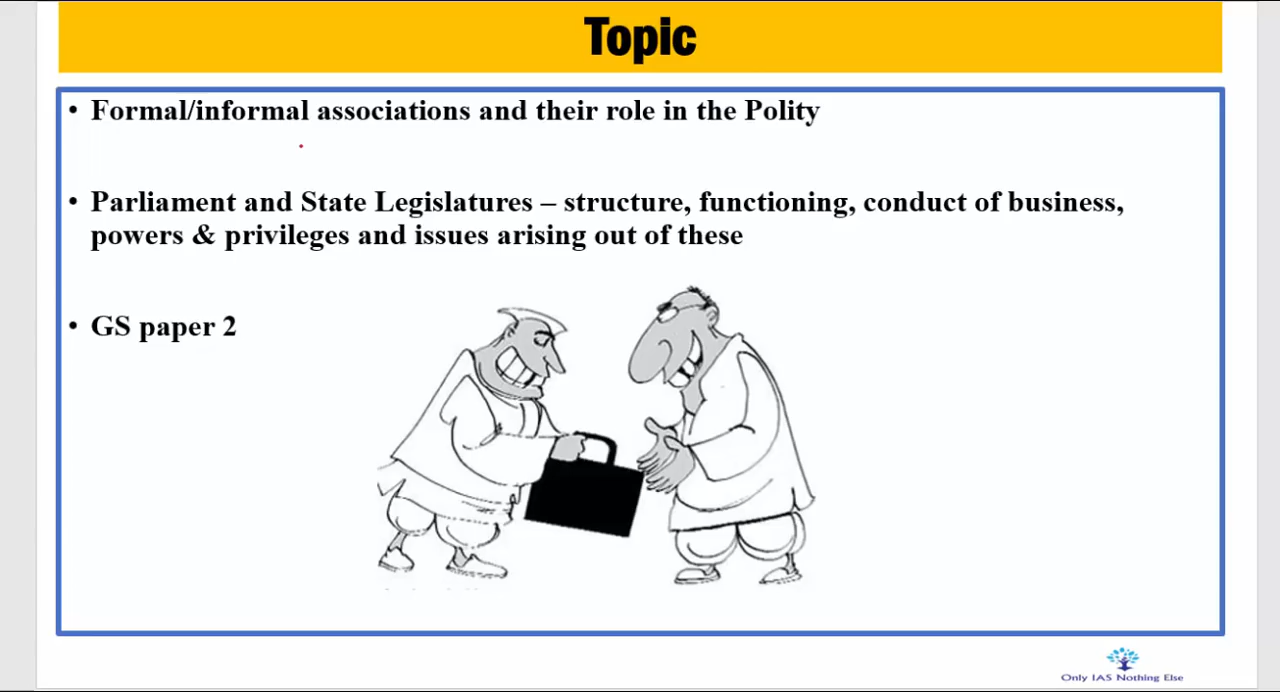 Topic
• Formal/informal associations and their role in the Polity
• Parliament and State Legislatures – structure, functioning, conduct of business,
powers & privileges and issues arising out of these
• GS paper 2
Only IAS Nothing Else